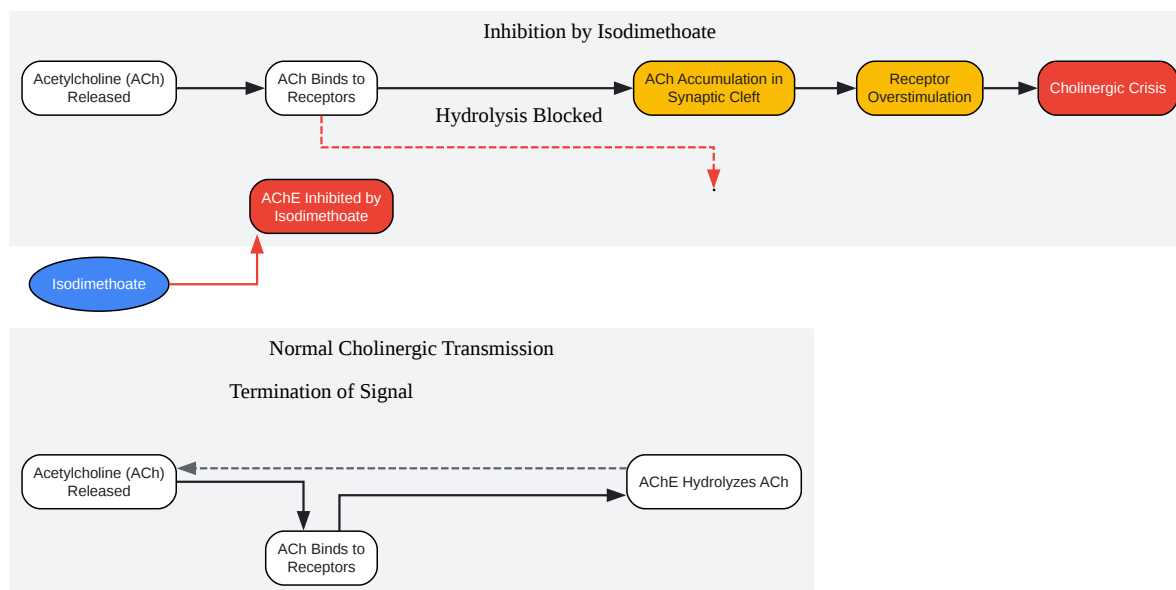 Inhibition by Isodimethoate
Acetylcholine (ACh)
Released
ACh Binds to
Receptors
ACh Accumulation in
Synaptic Cleft
Receptor
Overstimulation
Cholinergic Crisis
Hydrolysis Blocked
AChE Inhibited by
Isodimethoate
Isodimethoate
Normal Cholinergic Transmission
Termination of Signal
Acetylcholine (ACh)
Released
AChE Hydrolyzes ACh
ACh Binds to
Receptors